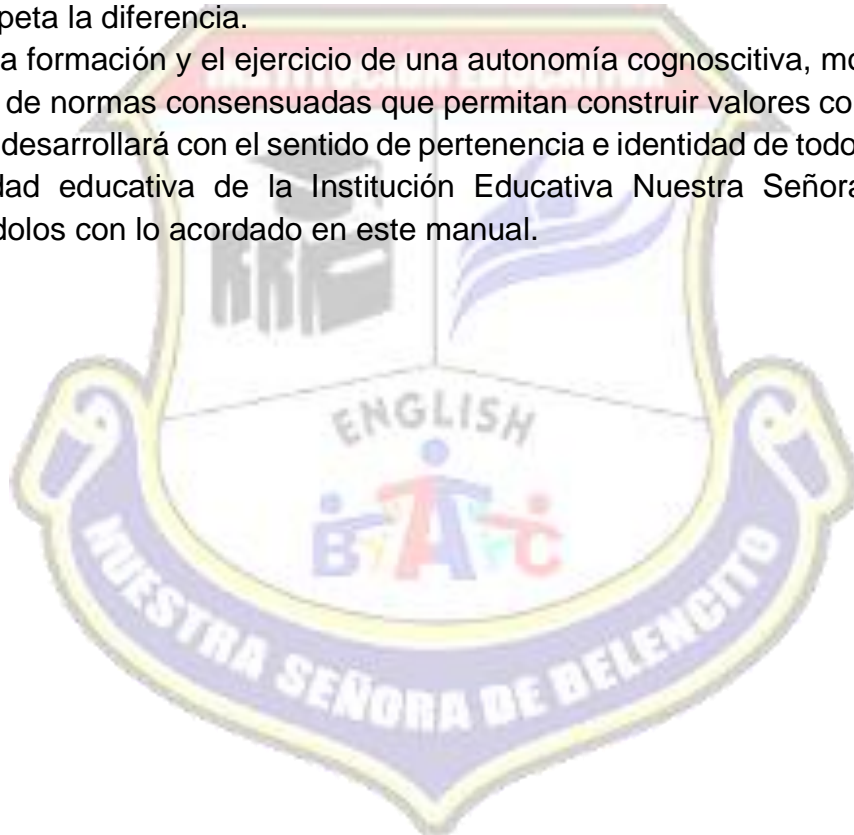 peta la diferencia.
a formación y el ejercicio de una autonomía cognoscitiva, mo
de normas consensuadas que permitan construir valores co
desarrollará con el sentido de pertenencia e identidad de todo
dad educativa de la Institución Educativa Nuestra Señora
dolos con lo acordado en este manual.
ENGLISH
B A C
NUESTRA SEÑORA DE BELENCITO